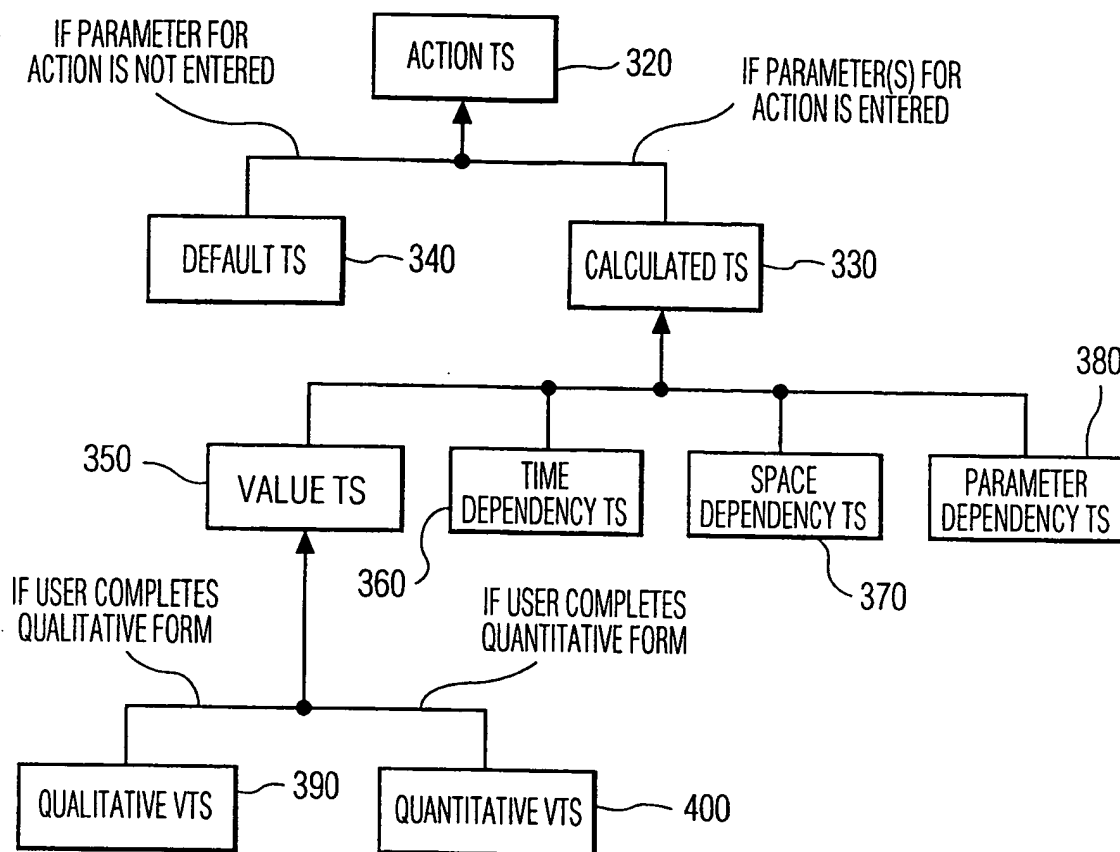 IF PARAMETER FOR
ACTION IS NOT ENTERED
ACTION TS
320
IF PARAMETER(S) FOR
ACTION IS ENTERED
DEFAULT TS
340
CALCULATED TS
330
380
350
VALUE TS
TIME
DEPENDENCY TS
SPACE
DEPENDENCY TS
PARAMETER
DEPENDENCY TS
360
370
IF USER COMPLETES
QUALITATIVE FORM
IF USER COMPLETES
QUANTITATIVE FORM
QUALITATIVE VTS
390
QUANTITATIVE VTS
400